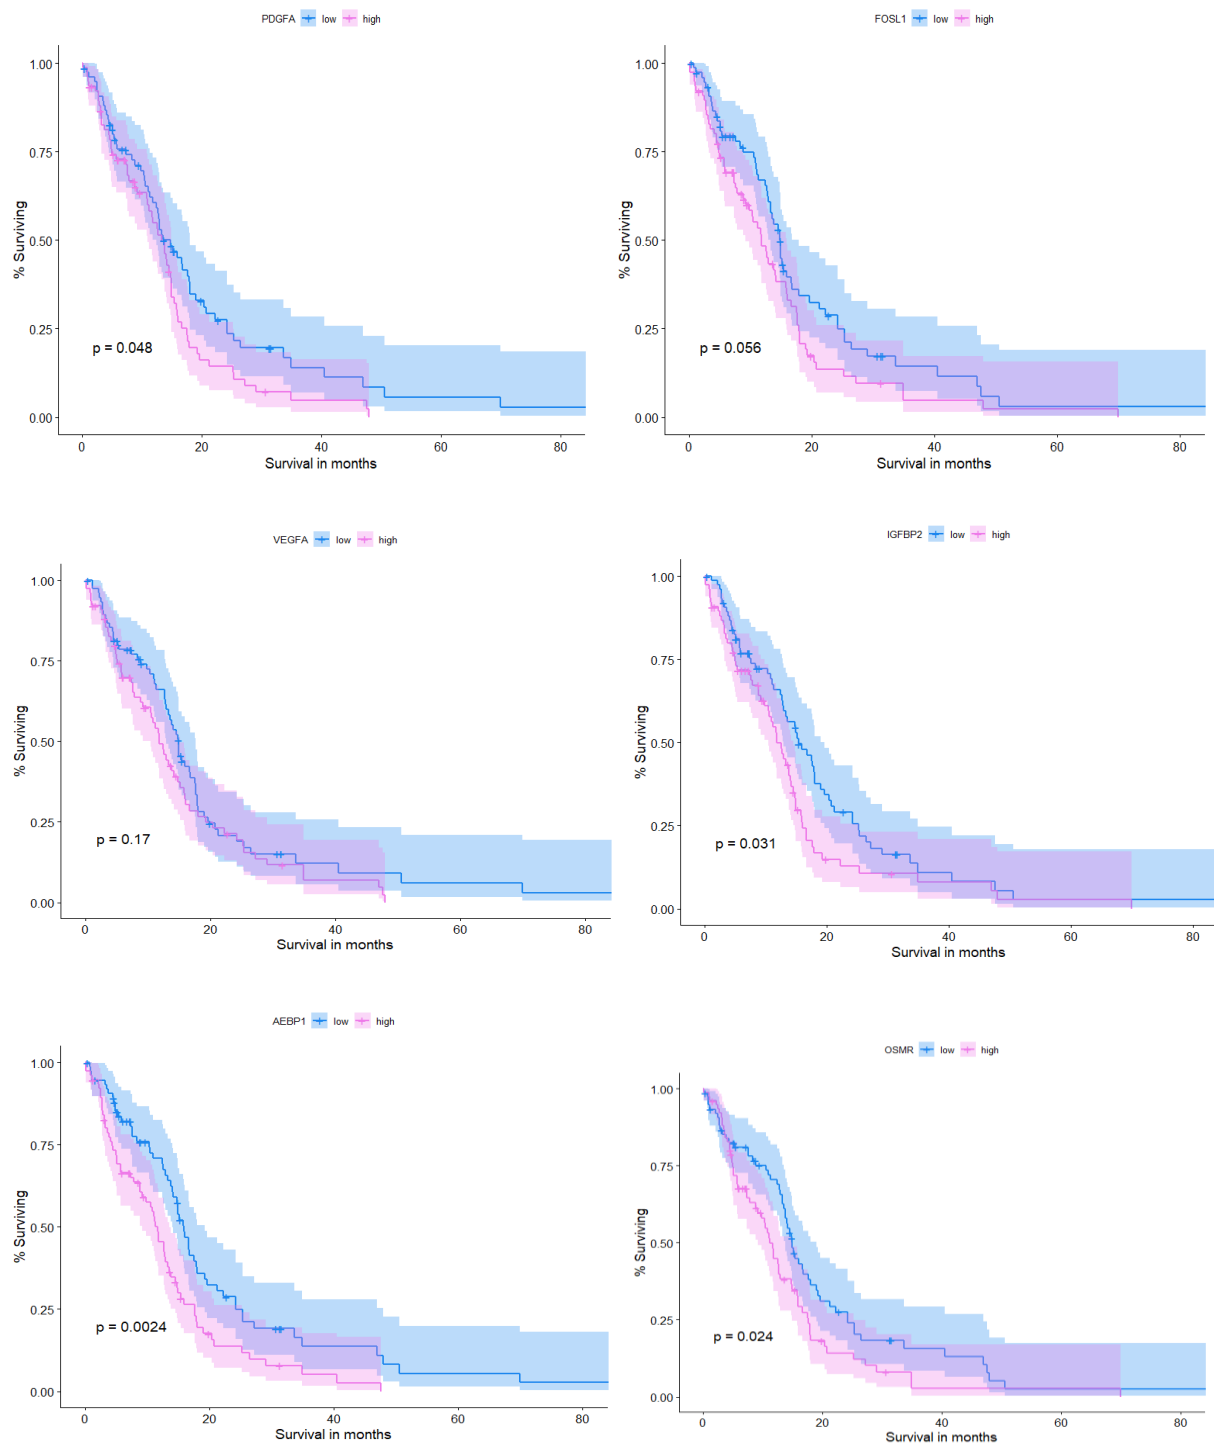 PDGFA low high
1.00
0.75
0.50
0.25
0.00
% Surviving
p = 0.048
0 20 40 60 80
Survival in months
FOSL1 low high
1.00
0.75
0.50
0.25
0.00
% Surviving
p = 0.056
0 20 40 60 80
Survival in months
VEGFA low high
1.00
0.75
0.50
0.25
0.00
% Surviving
p = 0.17
0 20 40 60 80
Survival in months
IGFBP2 low high
1.00
0.75
0.50
0.25
0.00
% Surviving
p = 0.031
0 20 40 60 80
Survival in months
AEBP1 low high
1.00
0.75
0.50
0.25
0.00
% Surviving
p = 0.0024
0 20 40 60 80
Survival in months
OSMR low high
1.00
0.75
0.50
0.25
0.00
% Surviving
p = 0.024
0 20 40 60 80
Survival in months